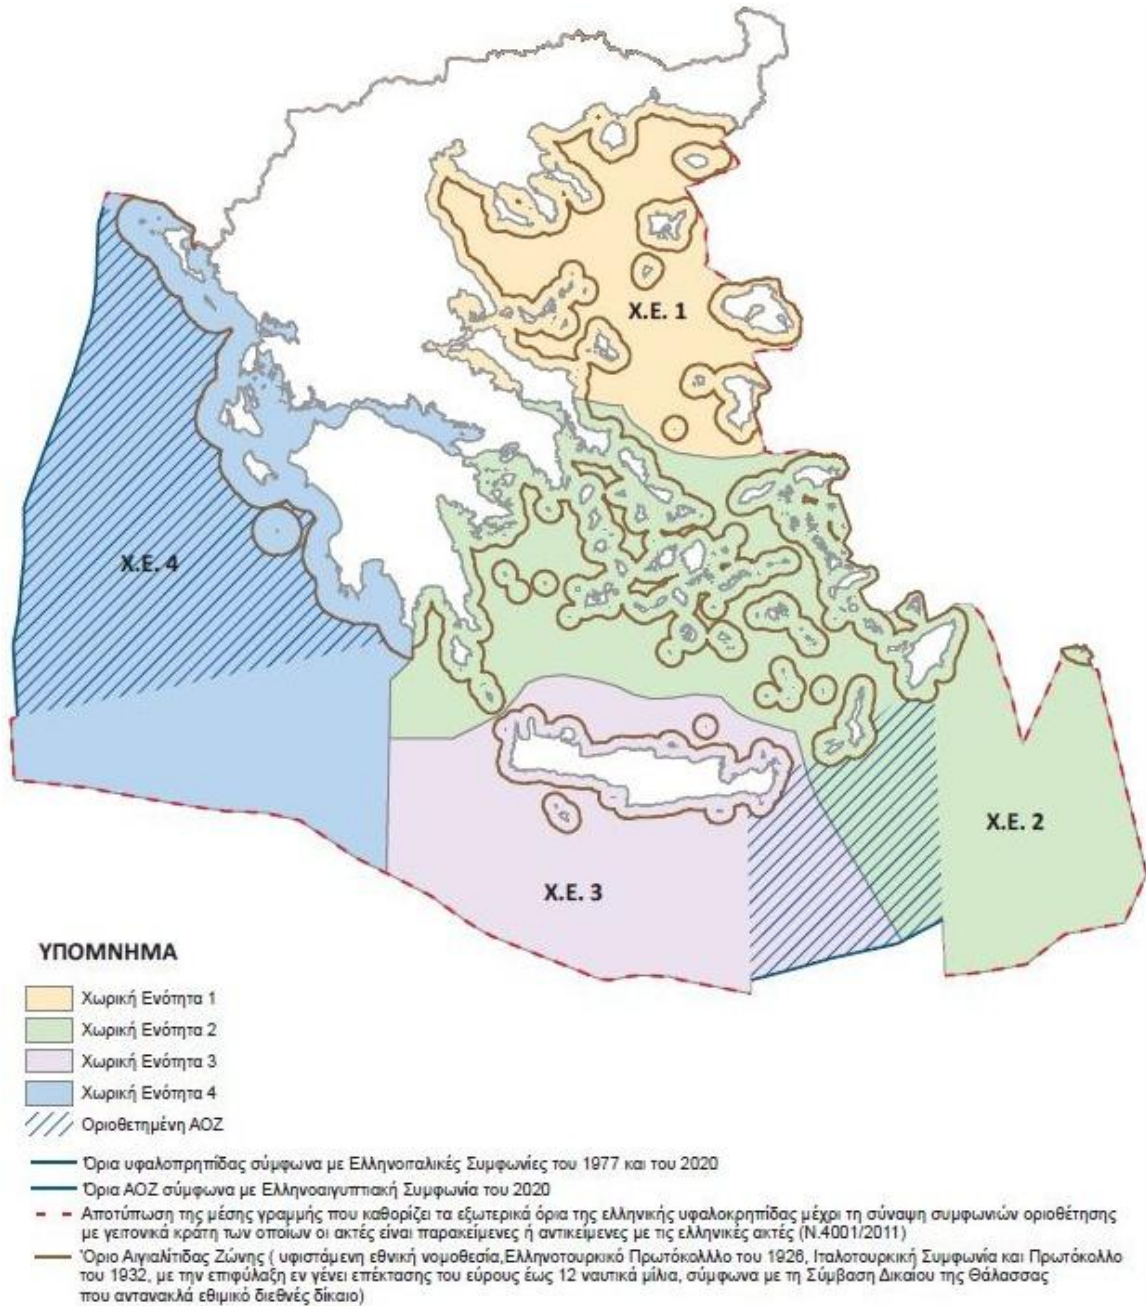 Χ.Ε. 1
Χ.Ε. 4
Χ.Ε. 2
Χ.Ε. 3
ΥΠΟΜΝΗΜΑ
Χωρική Ενότητα 1
Χωρική Ενότητα 2
Χωρική Ενότητα 3
Χωρική Ενότητα 4
Οριοθετημένη ΑΟΖ
Όρια υφαλοπρηπίδας σύμφωνα με Ελληνοιταλικές Συμφωνίες του 1977 και του 2020
Όρια ΑΟΖ σύμφωνα με Ελληνοαιγυπτιακή Συμφωνία του 2020
Αποτύπωση της μέσης γραμμής που καθορίζει τα εξωτερικά όρια της ελληνικής υφαλοκρηπίδας μέχρι τη σύναψη συμφωνιών οριοθέτησης
με γειτονικά κράτη των οποίων οι ακτές είναι παρακείμενες ή αντικείμενες με τις ελληνικές ακτές (Ν.4001/2011)
Όριο Αιγιαλίτιδας Ζώνης ( υφιστάμενη εθνική νομοθεσία,Ελληνοτουρκικό Πρωτόκολλλο του 1926, Ιταλοτουρκική Συμφωνία και Πρωτόκολλο
του 1932, με την επιφύλαξη εν γένει επέκτασης του εύρους έως 12 ναυτικά μίλια, σύμφωνα με τη Σύμβαση Δικαίου της Θάλασσας
που αντανακλά εθιμικό διεθνές δίκαιο)